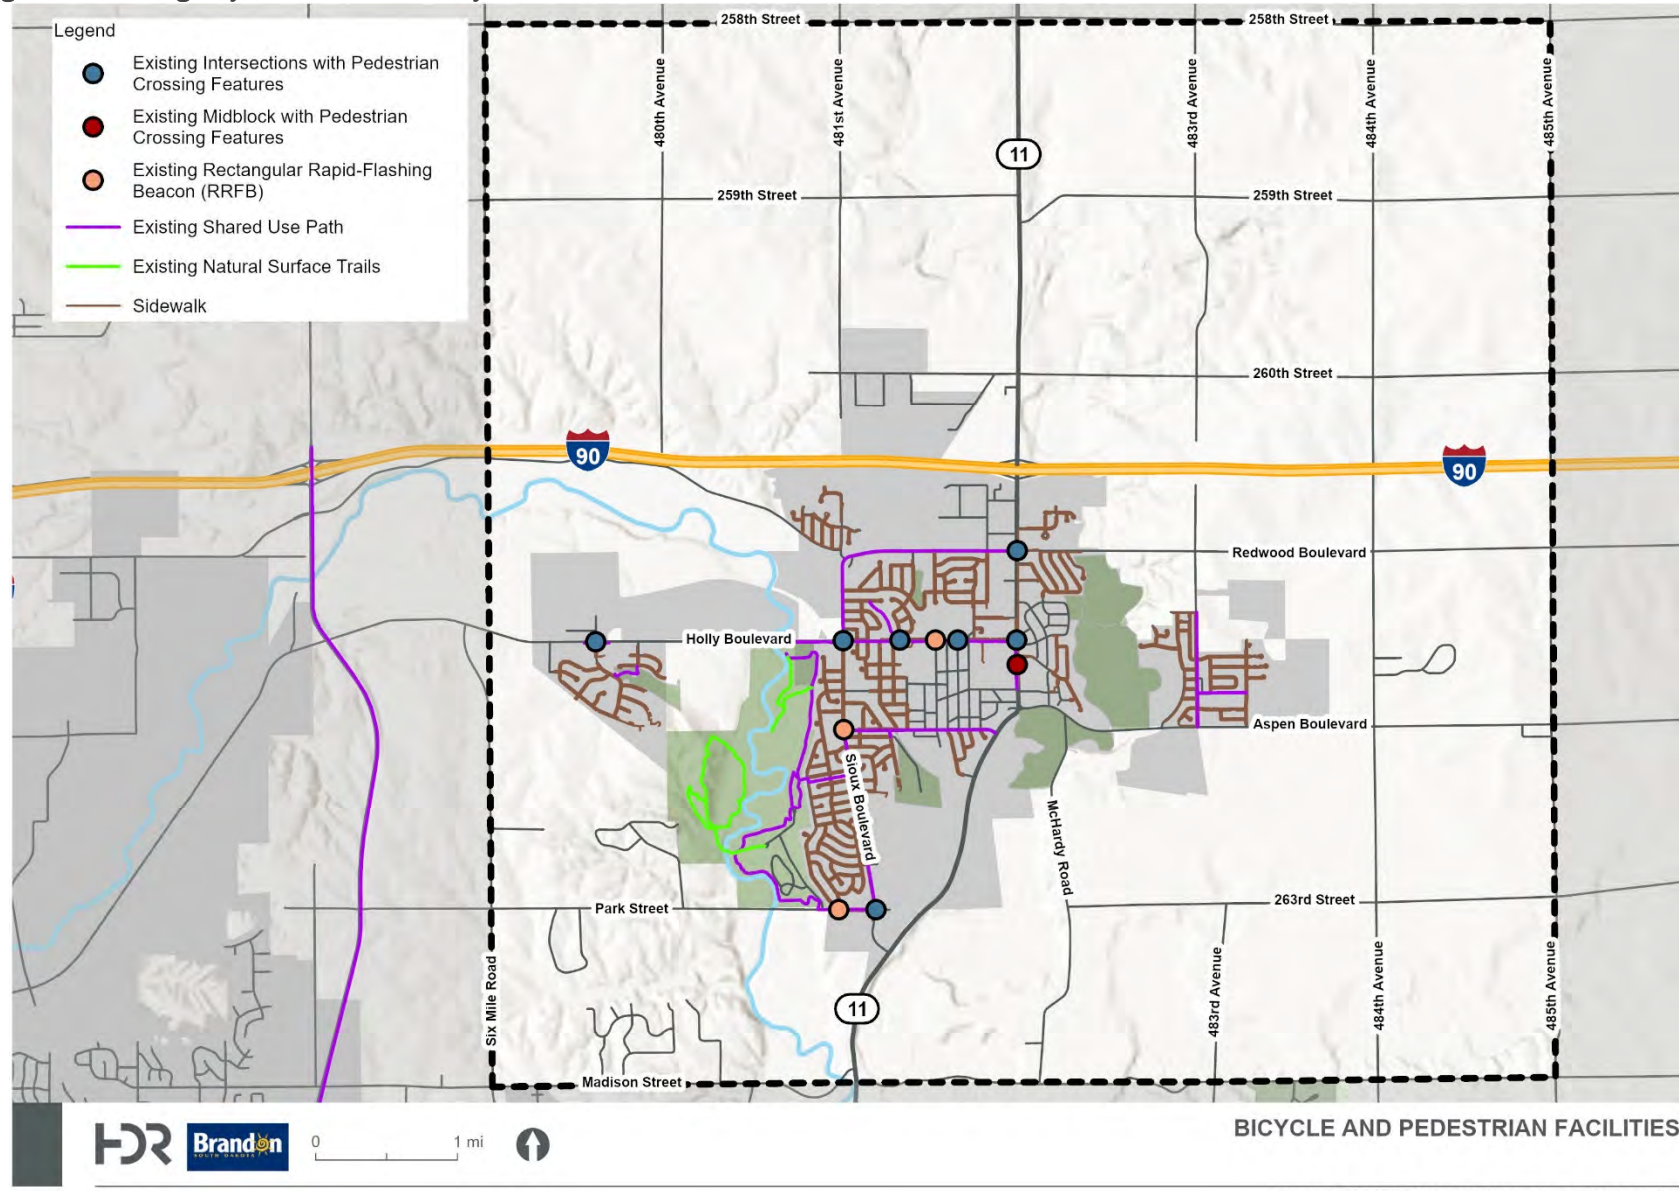 Legend
Existing Intersections with Pedestrian
Crossing Features
Existing Midblock with Pedestrian
Crossing Features
Existing Rectangular Rapid-Flashing
Beacon (RRFB)
Existing Shared Use Path
Existing Natural Surface Trails
Sidewalk
258th Street
258th Street
480th Avenue
481st Avenue
483rd Avenue
484th Avenue
485th Avenue
11
259th Street
259th Street
260th Street
90
90
Redwood Boulevard
Holly Boulevard
Aspen Boulevard
Sioux Boulevard
McHardy Road
Park Street
263rd Street
Six Mile Road
483rd Avenue
484th Avenue
485th Avenue
11
Madison Street
HDR
Brandon
SOUTH DAKOTA
0 1 mi
BICYCLE AND PEDESTRIAN FACILITIES